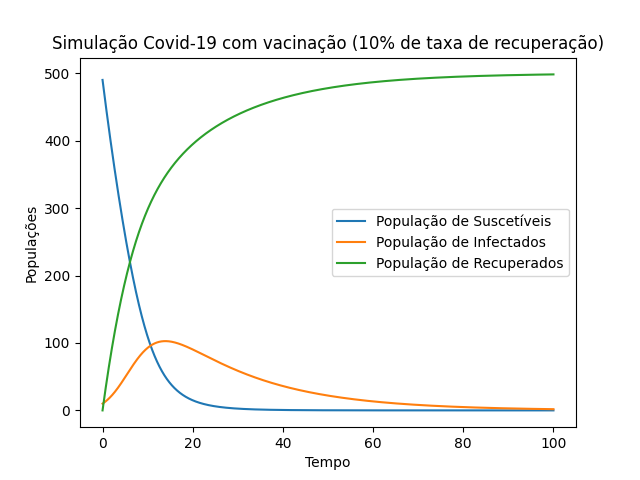 Simulação Covid-19 com vacinação (10% de taxa de recuperação)
500
400
300
200
100
0
Populações
População de Suscetíveis
População de Infectados
População de Recuperados
0 20 40 60 80 100
Tempo